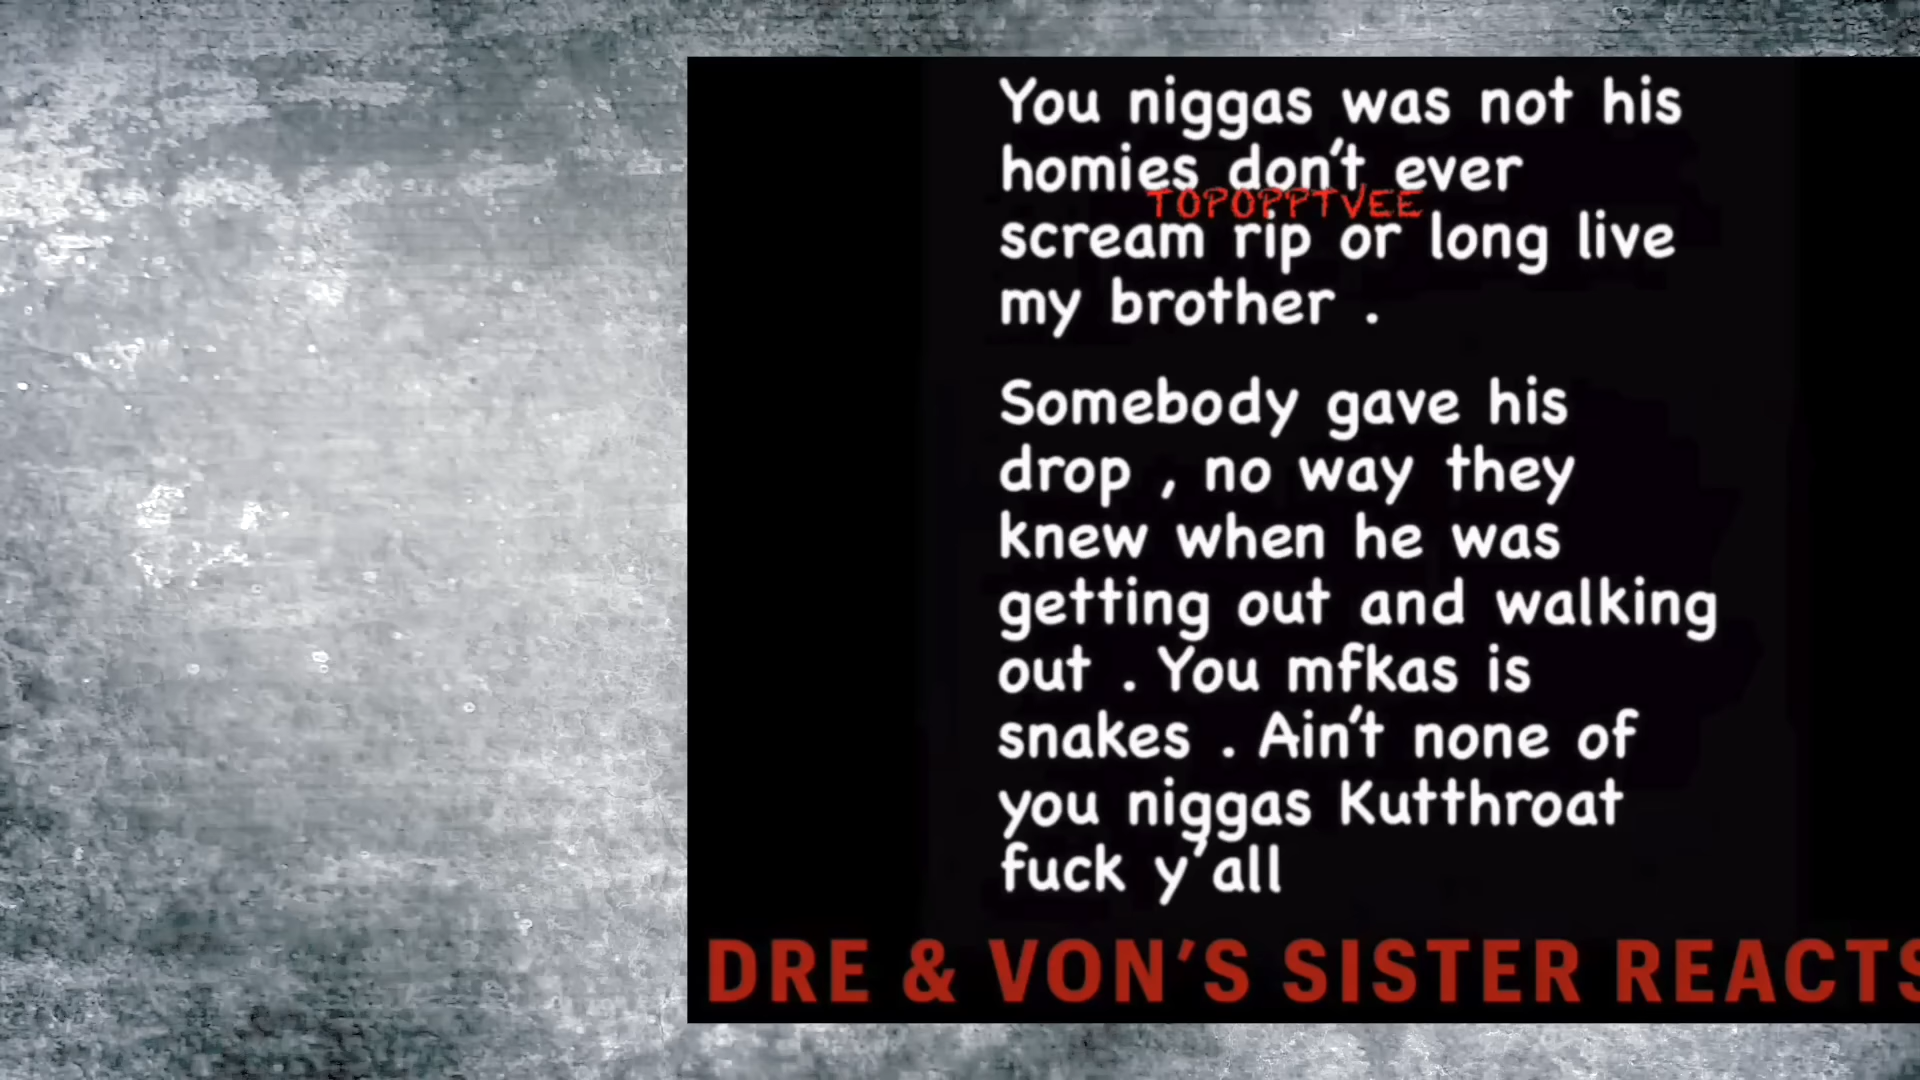 You niggas was not his
homies don't ever
TOPOPPTVEE
scream rip or long live
my brother .
Somebody gave his
drop , no way they
knew when he was
getting out and walking
out . You mfkas is
snakes . Ain't none of
you niggas Kutthroat
fuck y'all
DRE & VON'S SISTER REACTS